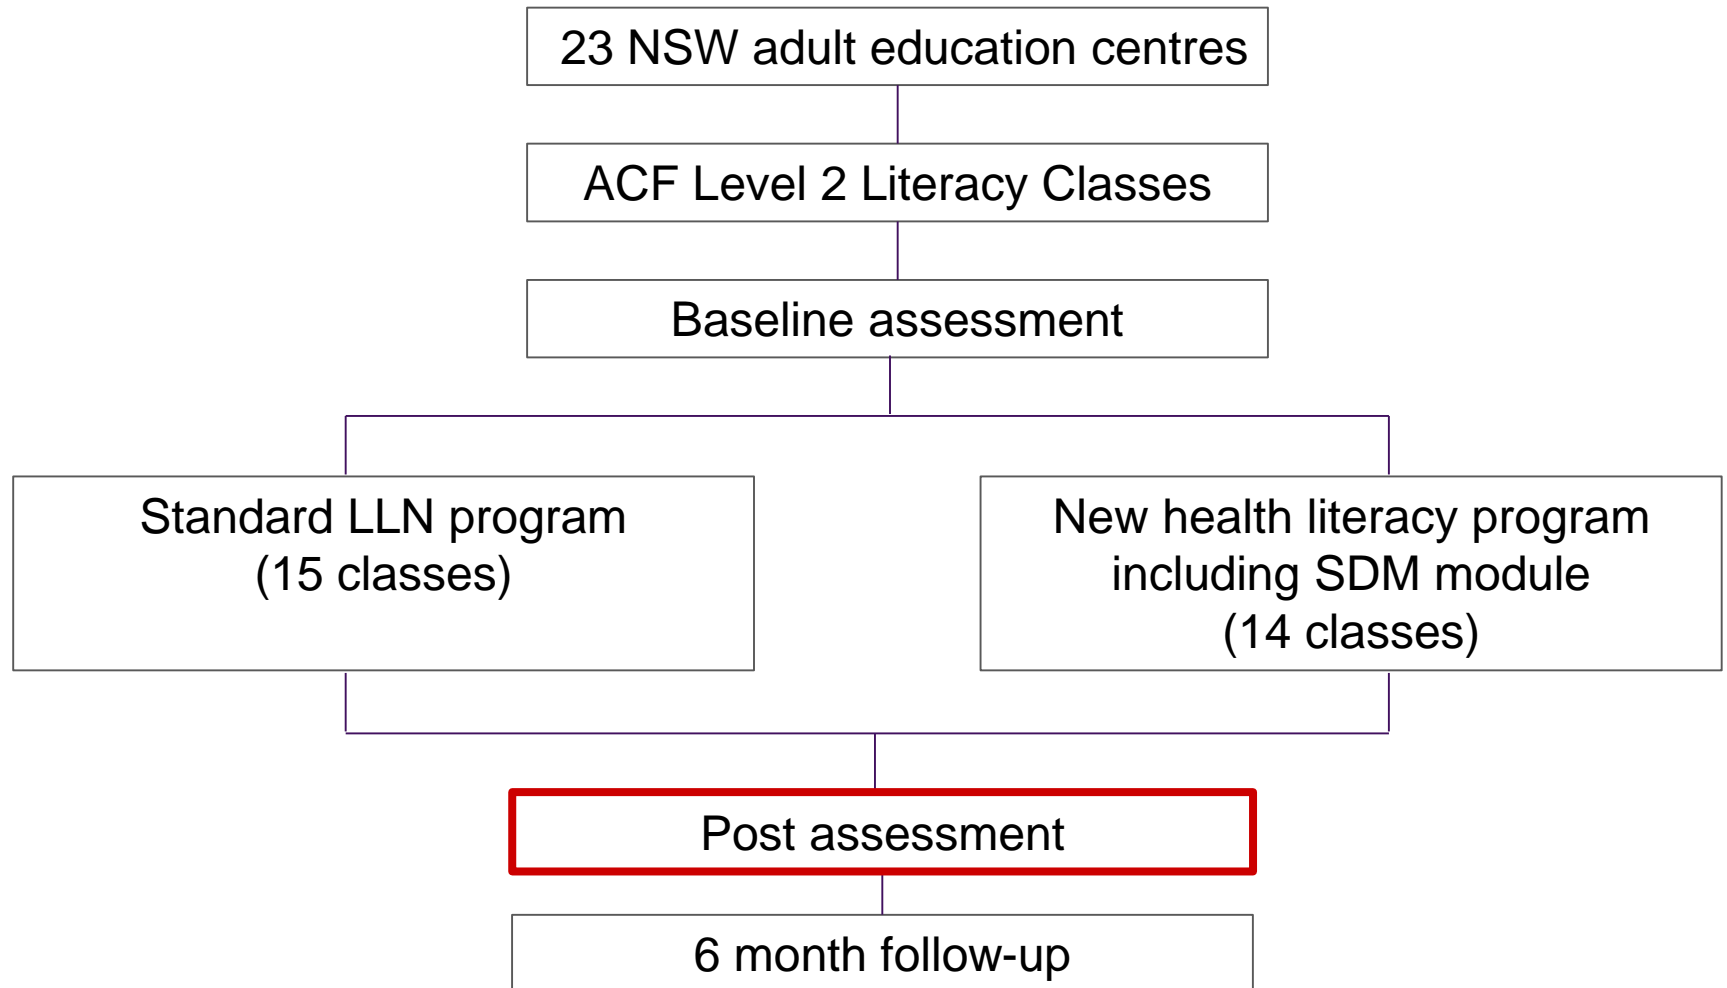 23 NSW adult education centres
ACF Level 2 Literacy Classes
Baseline assessment
Standard LLN program
(15 classes)
New health literacy program
including SDM module
(14 classes)
Post assessment
6 month follow-up